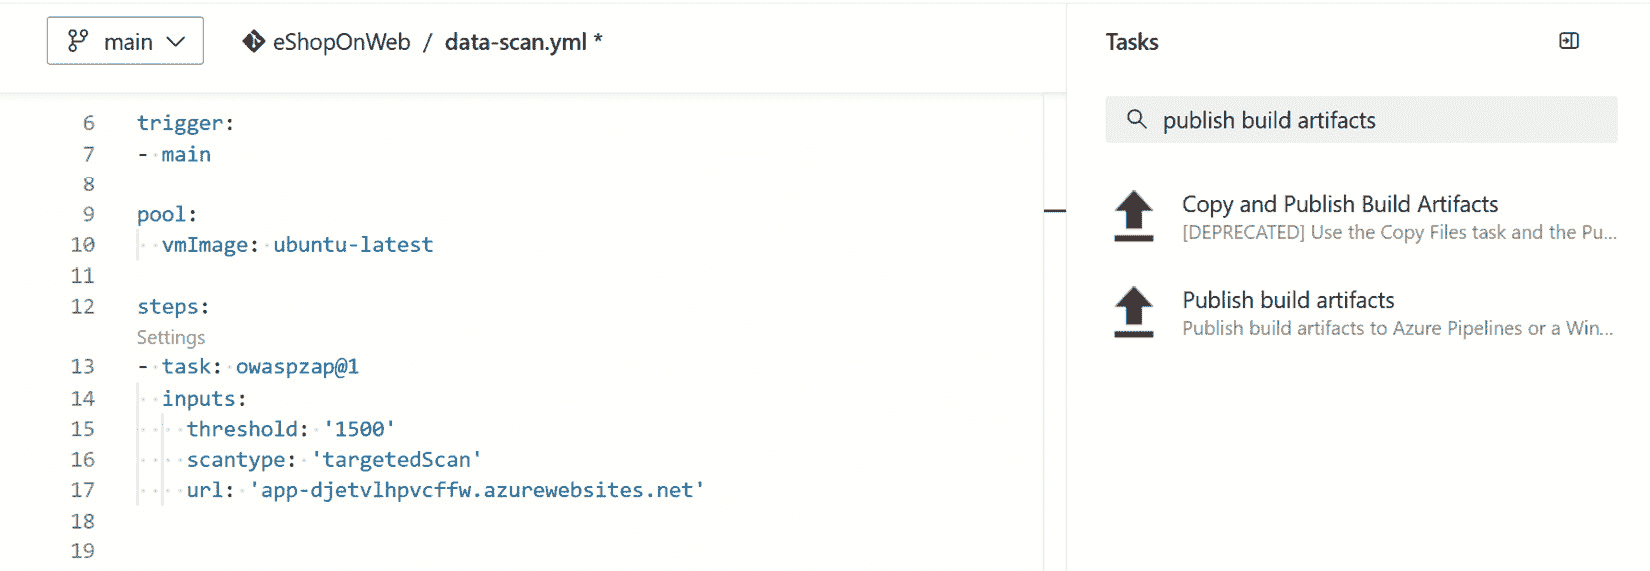 main
eShopOnWeb / data-scan.yml *
6 trigger:
7 - main
8
9 pool:
10 vmImage: ubuntu-latest
11
12 steps:
Settings
13 - task: owaspzap@1
14 inputs:
15 threshold: '1500'
16 scantype: 'targetedScan'
17 url: 'app-djetvlhpvcffw.azurewebsites.net'
18
19
Tasks
publish build artifacts
Copy and Publish Build Artifacts
[DEPRECATED] Use the Copy Files task and the Pu...
Publish build artifacts
Publish build artifacts to Azure Pipelines or a Win...